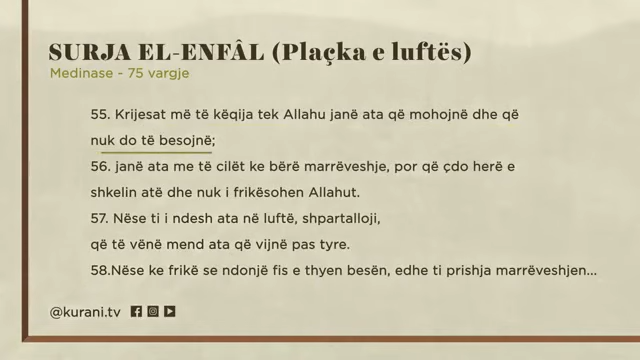 SURJA EL-ENFÂL (Plaçka e luftës)
Medinase - 75 vargje
55. Krijesat më të këqija tek Allahu janë ata që mohojnë dhe që
nuk do të besojnë;
56. janë ata me të cilët ke bërë marrëveshje, por që çdo herë e
shkelin atë dhe nuk i frikësohen Allahut.
57. Nëse ti i ndesh ata në luftë, shpartalloji,
që të vënë mend ata që vijnë pas tyre.
58.Nëse ke frikë se ndonjë fis e thyen besën, edhe ti prishja marrëveshjen...
@kurani.tv